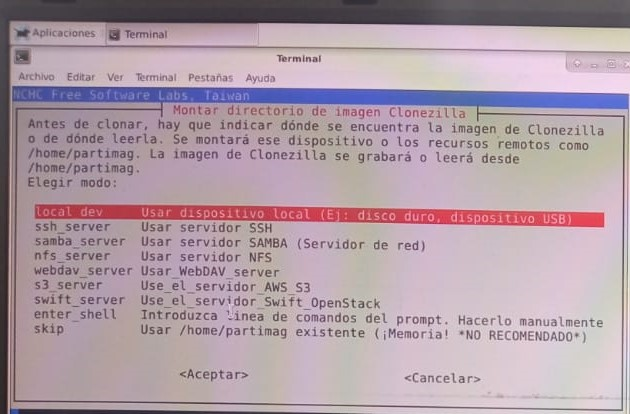 Aplicaciones Terminal
Terminal
Archivo Editar Ver Terminal Pestañas Ayuda
NCHC Free Software Labs, Taiwan
Montar directorio de imagen Clonezilla
Antes de clonar, hay que indicar dónde se encuentra la imagen de Clonezilla
o de dónde leerla. Se montará ese dispositivo o los recursos remotos como
/home/partimag. La imagen de Clonezilla se grabará o leerá desde
/home/partimag.
Elegir modo:
local_dev Usar dispositivo local (Ej: disco duro, dispositivo USB)
ssh_server Usar servidor SSH
samba_server Usar servidor SAMBA (Servidor de red)
nfs_server Usar servidor NFS
webdav_server Usar_WebDAV_server
s3_server Use_el_servidor_AWS_S3
swift_server Use_el_servidor_Swift_OpenStack
enter_shell Introduzca línea de comandos del prompt. Hacerlo manualmente
skip Usar /home/partimag existente (¡Memoria! *NO RECOMENDADO*)
<Aceptar> <Cancelar>